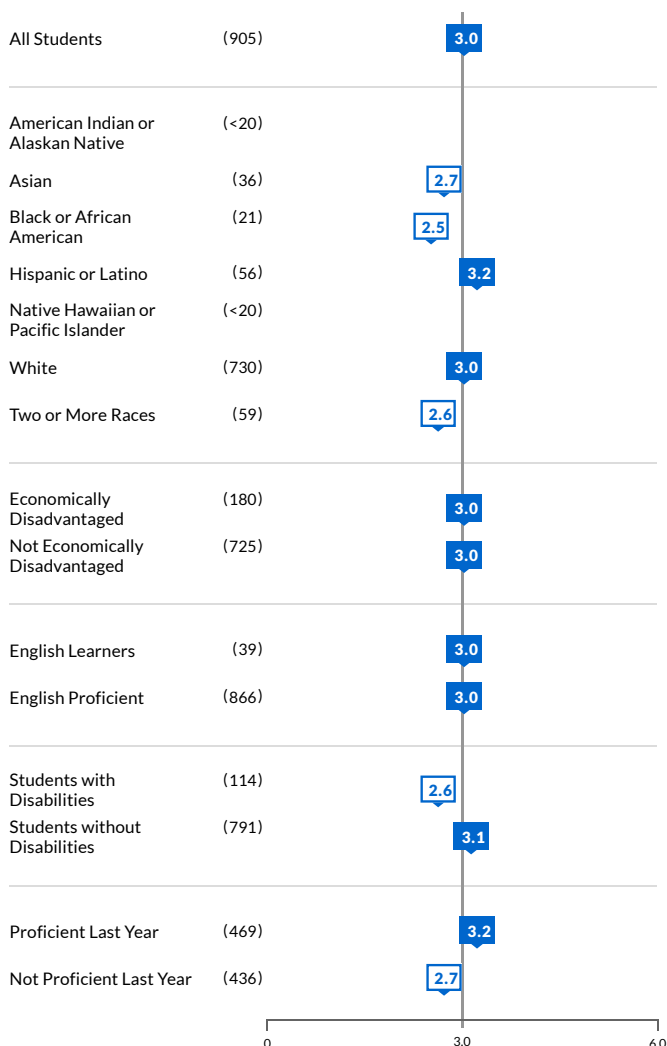 All Students (905) 3.0
American Indian or (<20)
Alaskan Native
Asian (36) 2.7
Black or African (21)
American 2.5
Hispanic or Latino (56) 3.2
Native Hawaiian or (<20)
Pacific Islander
White (730) 3.0
Two or More Races (59) 2.6
Economically (180)
Disadvantaged 3.0
Not Economically (725)
Disadvantaged 3.0
English Learners (39) 3.0
English Proficient (866) 3.0
Students with (114)
Disabilities 2.6
Students without (791)
Disabilities 3.1
Proficient Last Year (469) 3.2
Not Proficient Last Year (436) 2.7
0 3.0 6.0